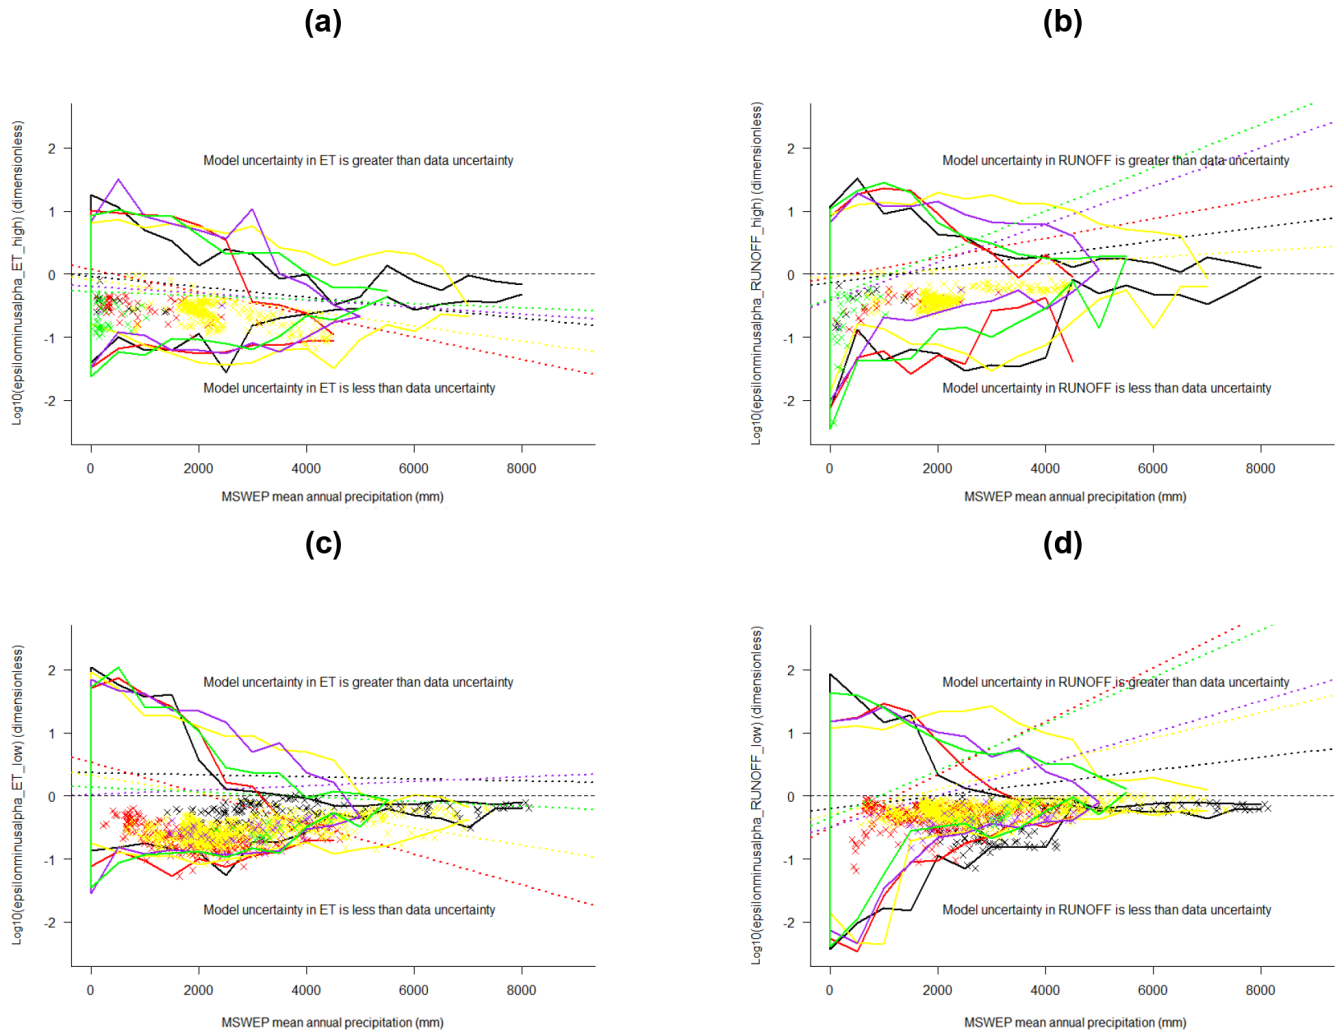 (a)
(b)
Log10(epsilonminusalpha_ET_high) (dimensionless)
2
1
0
-1
-2
Model uncertainty in ET is greater than data uncertainty
Model uncertainty in ET is less than data uncertainty
0 2000 4000 6000 8000
MSWEP mean annual precipitation (mm)
Log10(epsilonminusalpha_RUNOFF_high) (dimensionless)
2
1
0
-1
-2
Model uncertainty in RUNOFF is greater than data uncertainty
Model uncertainty in RUNOFF is less than data uncertainty
0 2000 4000 6000 8000
MSWEP mean annual precipitation (mm)
(c)
(d)
Log10(epsilonminusalpha_ET_low) (dimensionless)
2
1
0
-1
-2
Model uncertainty in ET is greater than data uncertainty
Model uncertainty in ET is less than data uncertainty
0 2000 4000 6000 8000
MSWEP mean annual precipitation (mm)
Log10(epsilonminusalpha_RUNOFF_low) (dimensionless)
2
1
0
-1
-2
Model uncertainty in RUNOFF is greater than data uncertainty
Model uncertainty in RUNOFF is less than data uncertainty
0 2000 4000 6000 8000
MSWEP mean annual precipitation (mm)